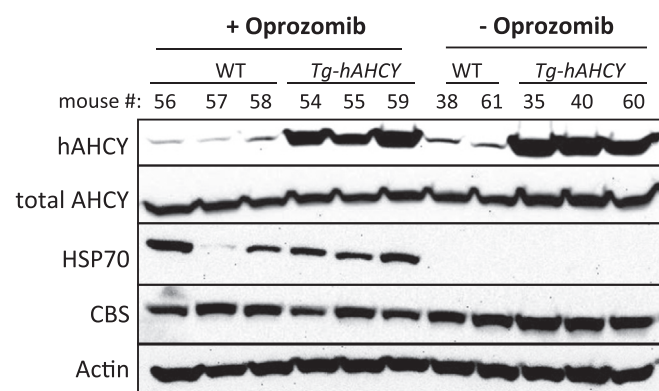 + Oprozomib - Oprozomib
WT Tg-hAHCY WT Tg-hAHCY
mouse #: 56 57 58 54 55 59 38 61 35 40 60
hAHCY
total AHCY
HSP70
CBS
Actin